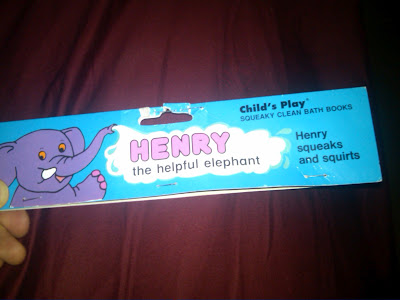 Child's Play®
SQUEAKY CLEAN BATH BOOKS
HENRY
the helpful elephant
Henry
squeaks
and squirts